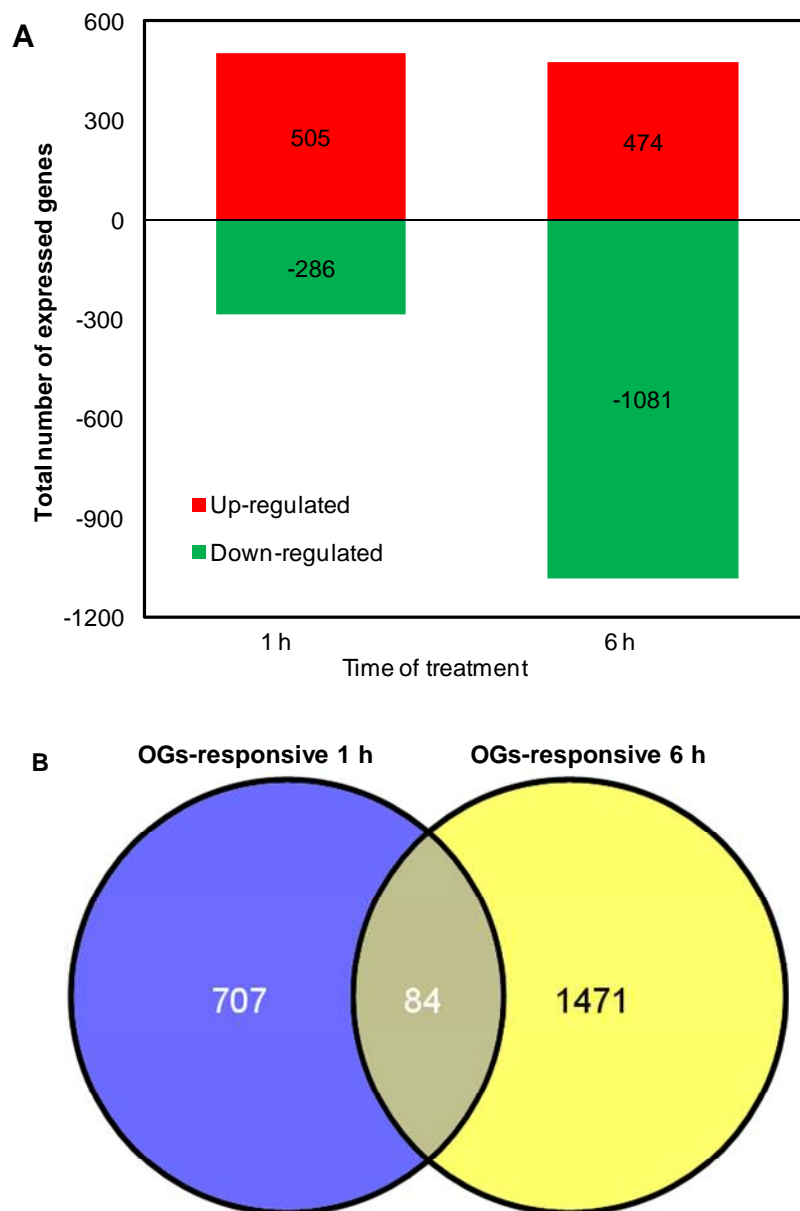 A
Total number of expressed genes
600
300
0
-300
-600
-900
-1200
505
474
-286
-1081
Up-regulated
Down-regulated
1 h
6 h
Time of treatment
B
OGs-responsive 1 h
OGs-responsive 6 h
707
84
1471